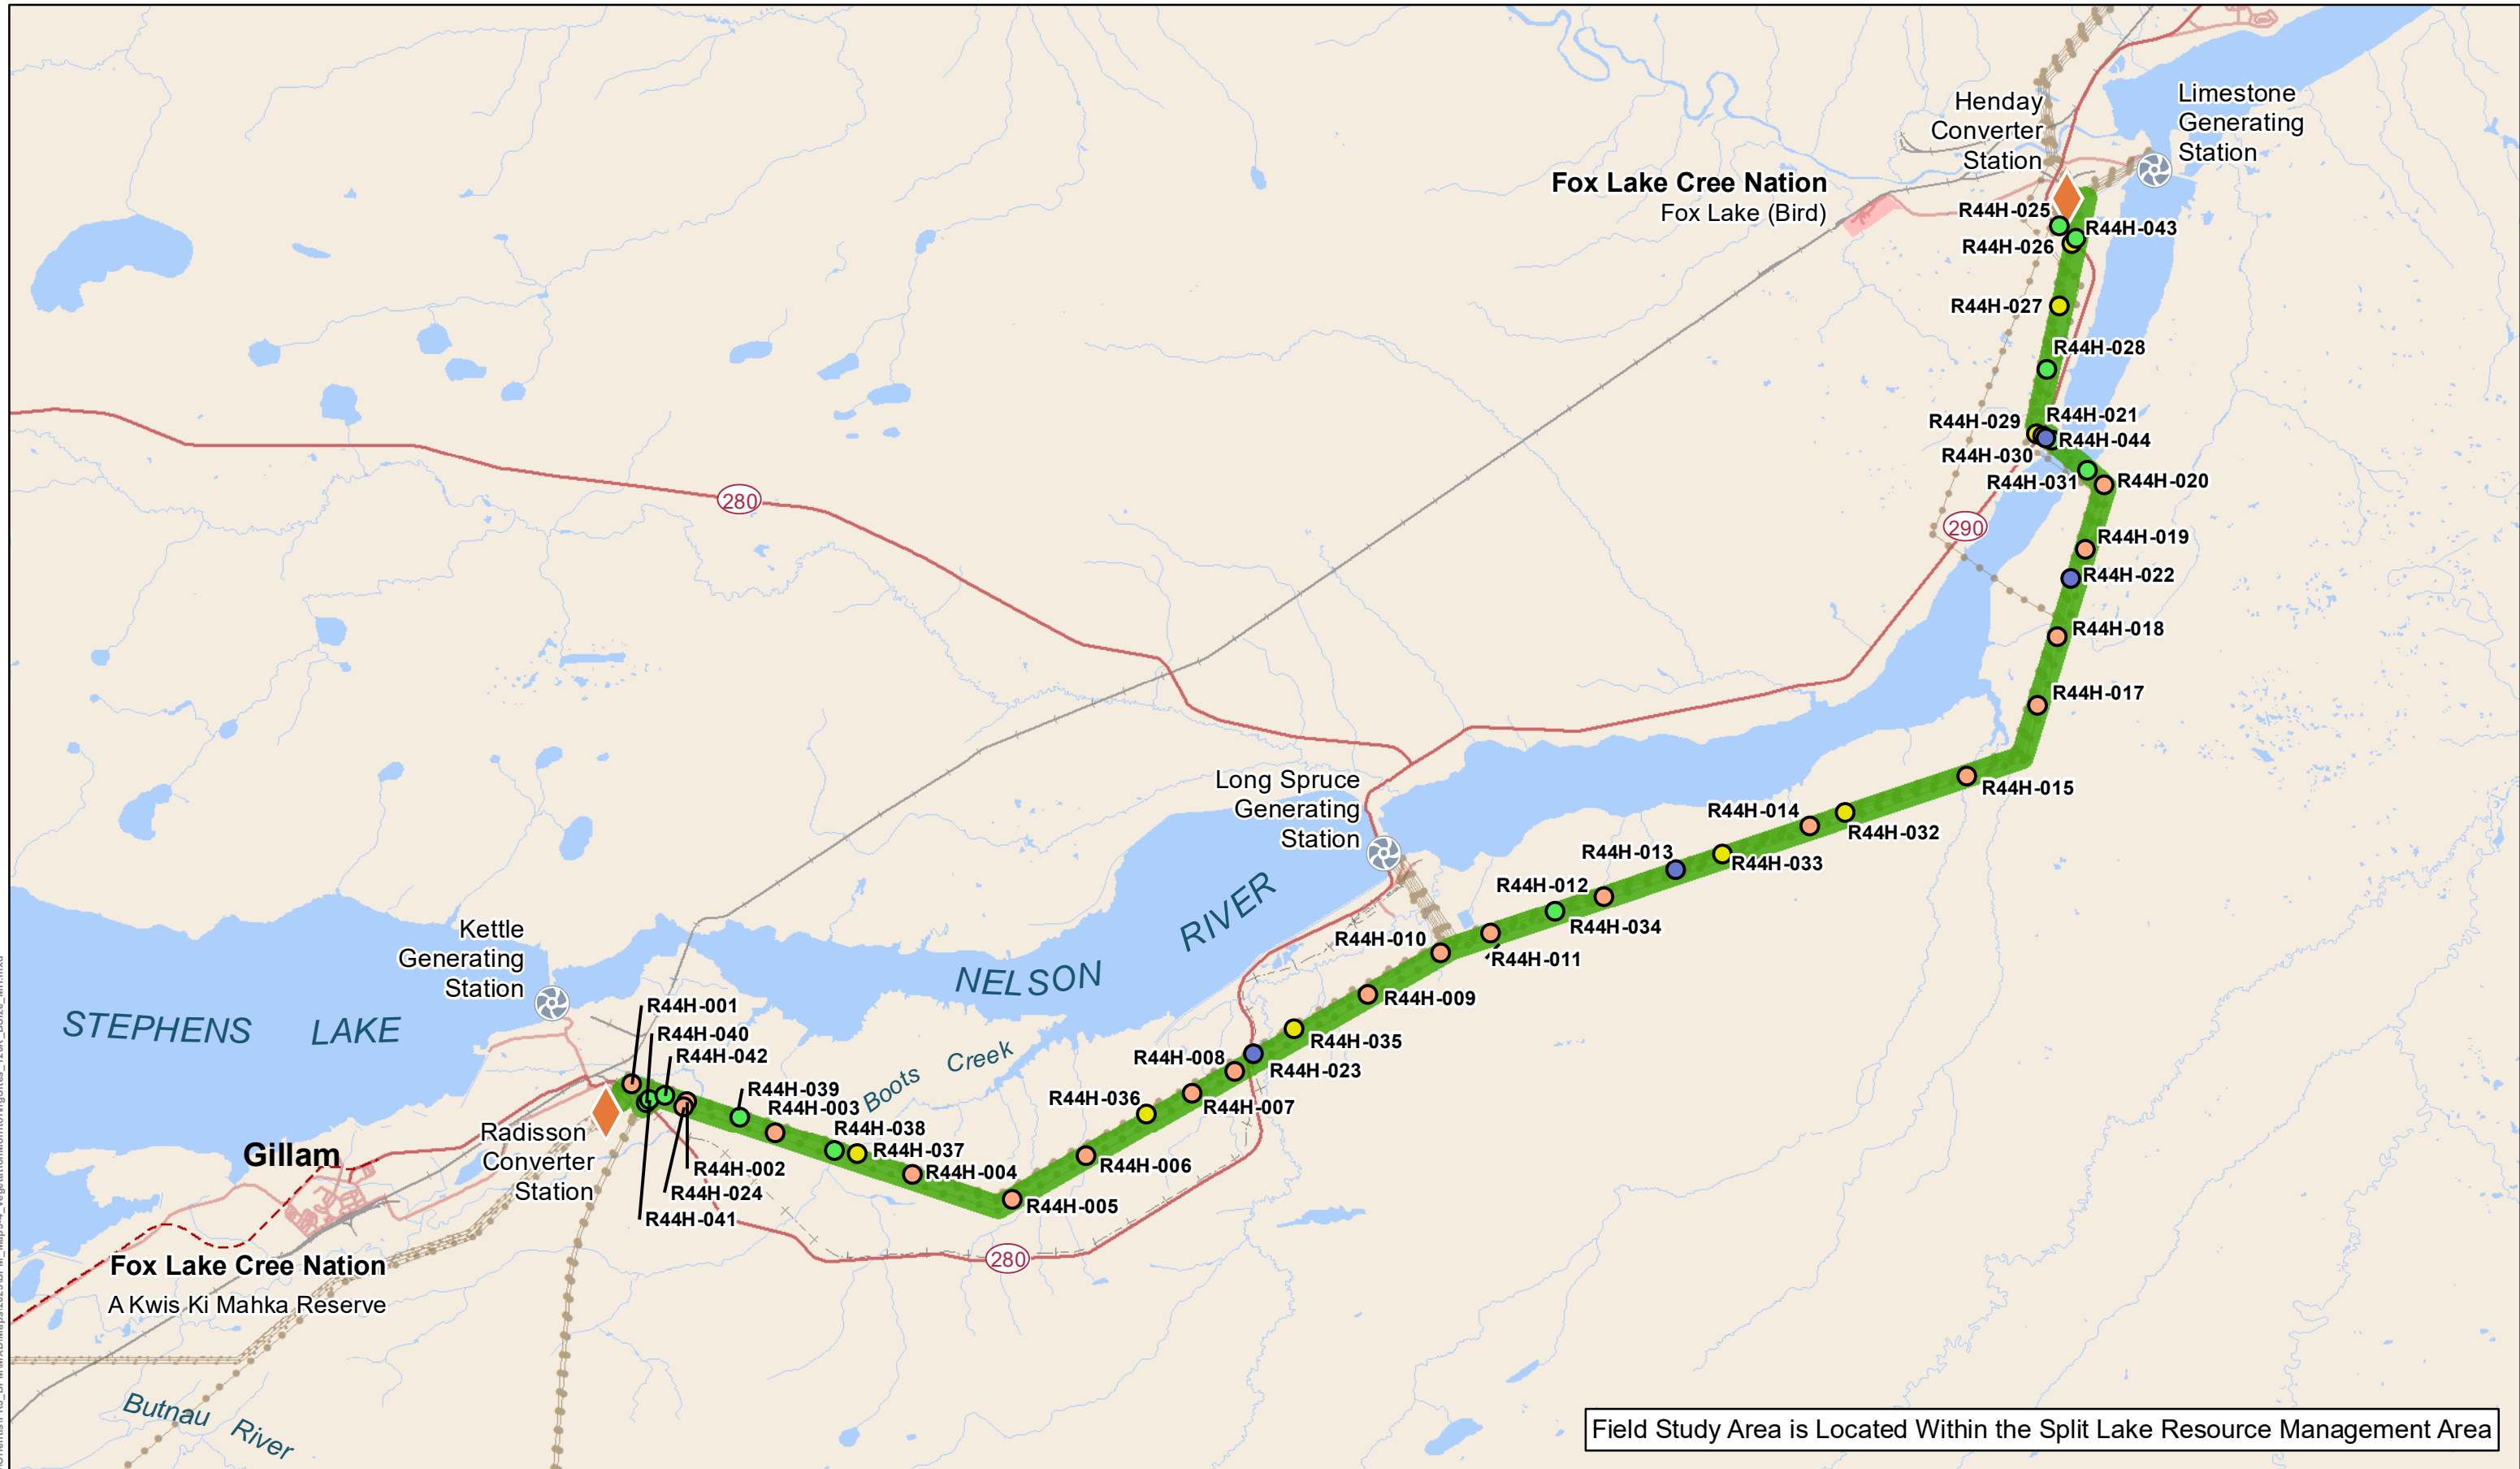 Henday
Converter
Station
Limestone
Generating
Station
Fox Lake Cree Nation
Fox Lake (Bird)
R44H-025
R44H-043
R44H-026
R44H-027
R44H-028
R44H-021
R44H-029
R44H-044
R44H-030
R44H-031
R44H-020
280
290
R44H-019
R44H-022
R44H-018
R44H-017
R44H-015
Long Spruce
Generating
Station
R44H-014
R44H-032
R44H-013
R44H-033
R44H-012
R44H-034
R44H-010
R44H-011
R44H-009
RIVER
NELSON
Kettle
Generating
Station
STEPHENS LAKE
R44H-001
R44H-040
R44H-042
R44H-035
R44H-008
R44H-023
Boots Creek
R44H-039
R44H-003
R44H-036
R44H-007
R44H-038
R44H-037
R44H-004
R44H-006
R44H-005
Radisson
Converter
Station
Gillam
R44H-002
R44H-024
R44H-041
280
Fox Lake Cree Nation
A Kwis Ki Mahka Reserve
Butnau River
Field Study Area is Located Within the Split Lake Resource Management Area